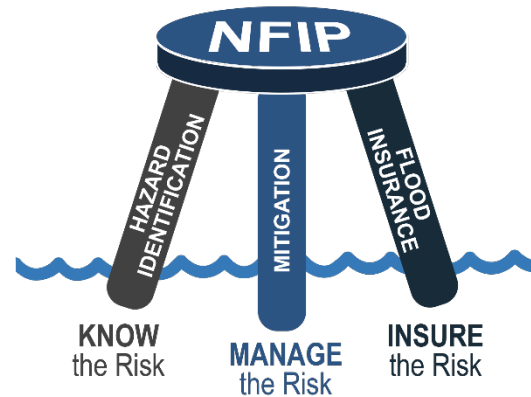 NFIP
HAZARD
IDENTIFICATION
MITIGATION
FLOOD
INSURANCE
KNOW
the Risk
MANAGE
the Risk
INSURE
the Risk